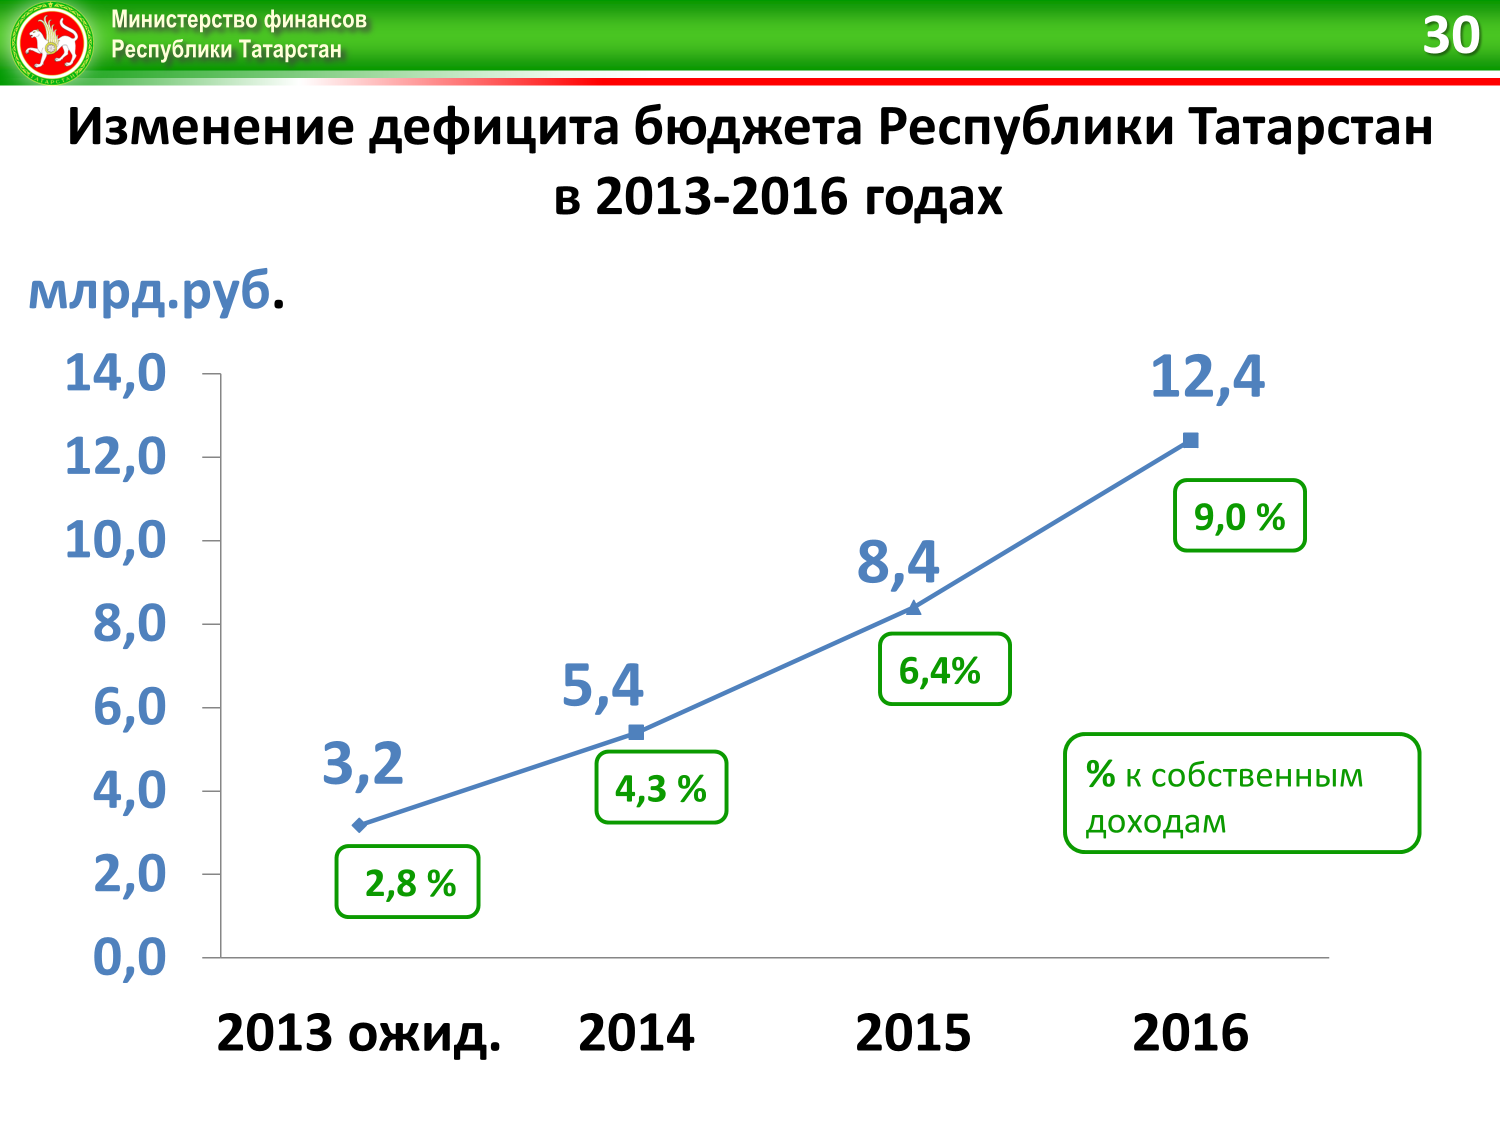 Министерство финансов
Республики Татарстан
30
Изменение дефицита бюджета Республики Татарстан
в 2013-2016 годах
млрд.руб.
14,0
12,0
10,0
8,0
6,0
4,0
2,0
0,0
3,2
5,4
8,4
12,4
2,8 %
4,3 %
6,4%
9,0 %
% к собственным
доходам
2013 ожид.
2014
2015
2016